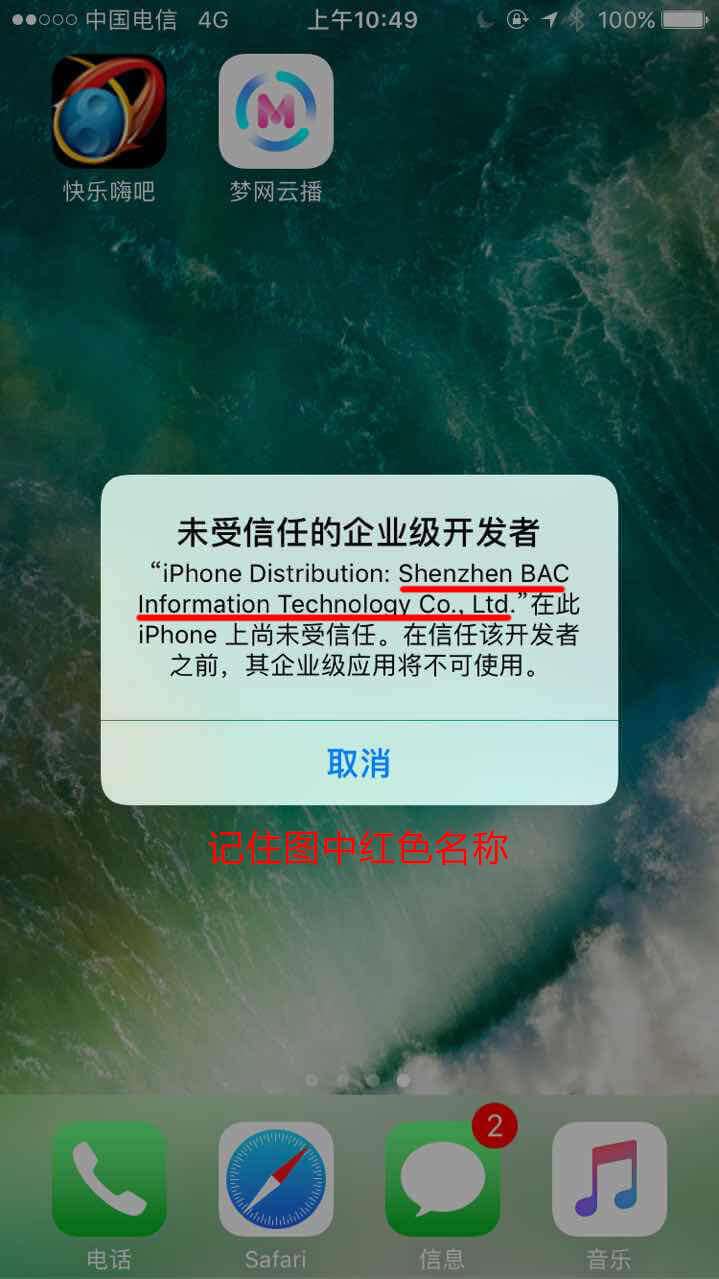 中国电信 4G 上午10:49 100%
快乐嗨吧 梦网云播
M
未受信任的企业级开发者
“iPhone Distribution: Shenzhen BAC
Information Technology Co., Ltd.”在此
iPhone 上尚未受信任。在信任该开发者
之前，其企业级应用将不可使用。
取消
记住图中红色名称
2
电话 Safari 信息 音乐